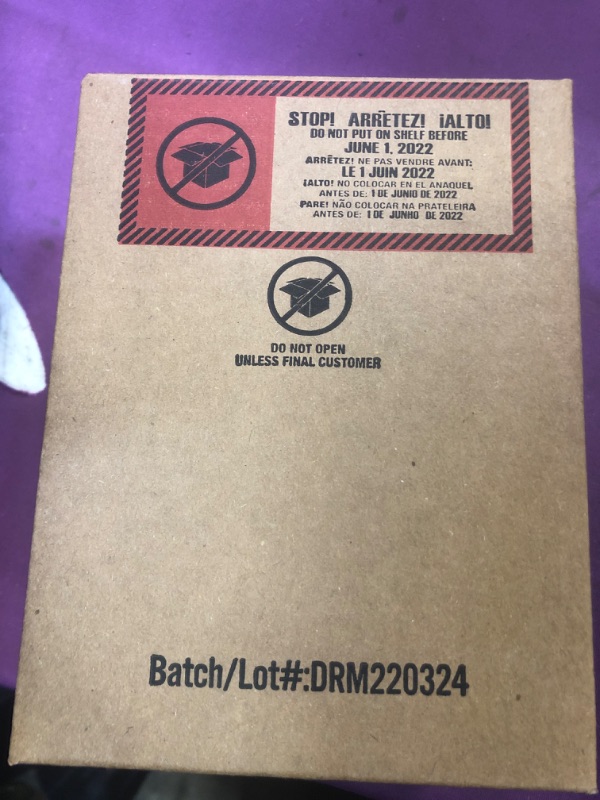 STOP! ARRÊTEZ! ¡ALTO!
DO NOT PUT ON SHELF BEFORE
JUNE 1, 2022
ARRÊTEZ! NE PAS VENDRE AVANT:
LE 1 JUIN 2022
¡ALTO! NO COLOCAR EN EL ANAQUEL
ANTES DE: 1 DE JUNIO DE 2022
PARE! NÃO COLOCAR NA PRATELEIRA
ANTES DE: 1 DE JUNHO DE 2022
DO NOT OPEN
UNLESS FINAL CUSTOMER
Batch/Lot#:DRM220324